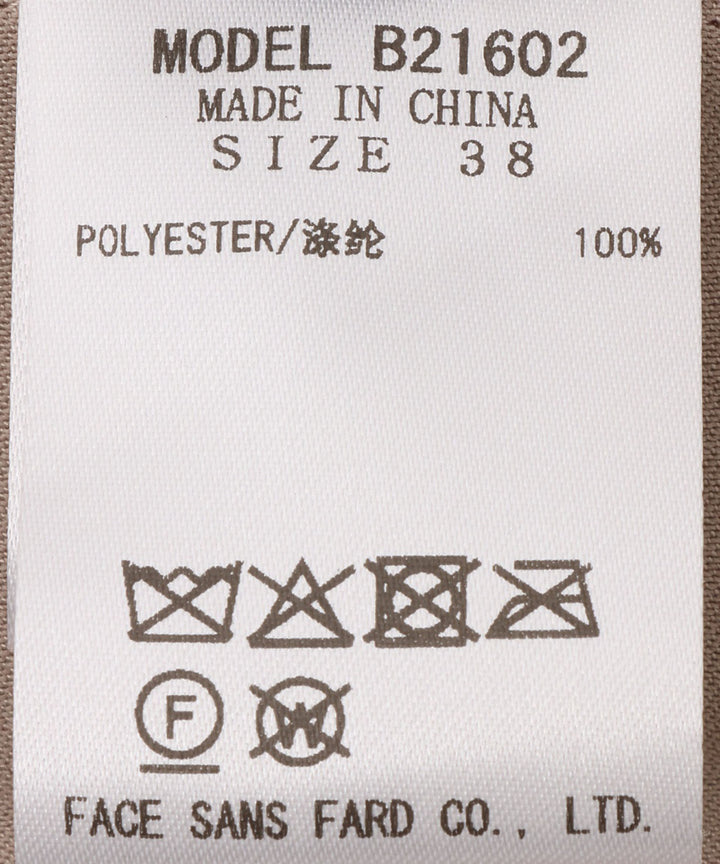 MODEL B21602
MADE IN CHINA
SIZE 38
POLYESTER/涤纶 100%
F W
FACE SANS FARD CO., LTD.